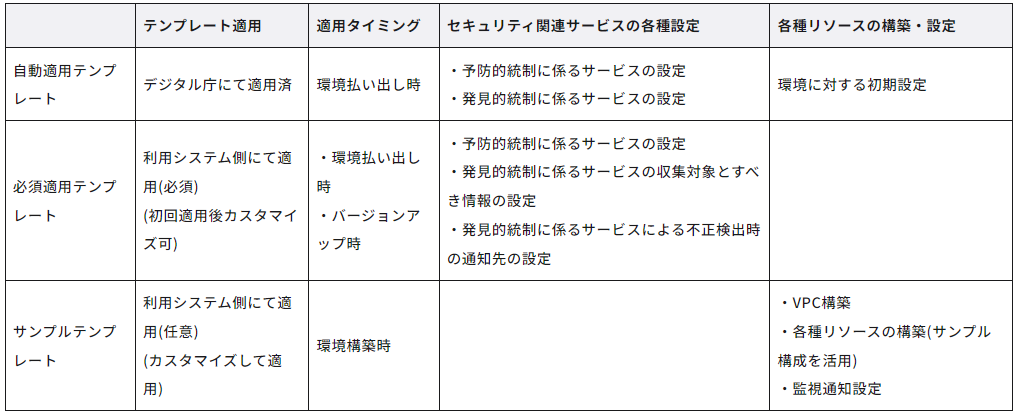 テンプレート適用
適用タイミング
セキュリティ関連サービスの各種設定
各種リソースの構築・設定
自動適用テンプ
レート
デジタル庁にて適用済
環境払い出し時
・予防的統制に係るサービスの設定
・発見的統制に係るサービスの設定
環境に対する初期設定
必須適用テンプ
レート
利用システム側にて適
用(必須)
(初回適用後カスタマイ
ズ可)
・環境払い出し
時
・バージョンア
ップ時
・予防的統制に係るサービスの設定
・発見的統制に係るサービスの収集対象とすべ
き情報の設定
・発見的統制に係るサービスによる不正検出時
の通知先の設定
サンプルテンプ
レート
利用システム側にて適
用(任意)
(カスタマイズして適
用)
環境構築時
・VPC構築
・各種リソースの構築(サンプル
構成を活用)
・監視通知設定